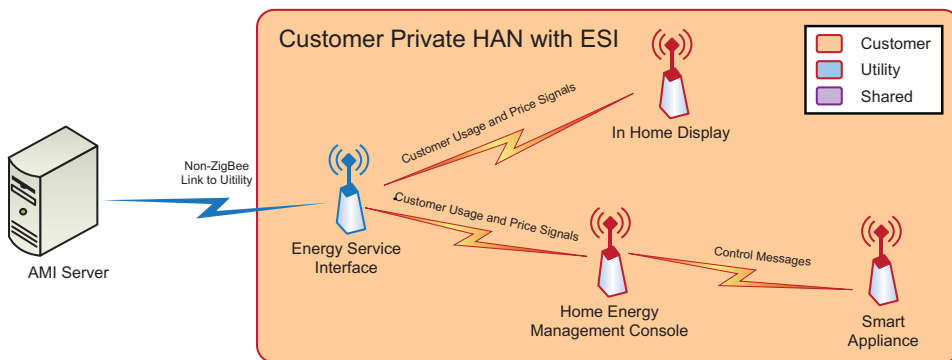 Customer Private HAN with ESI
Customer
Utility
Shared
Customer Usage and Price Signals
In Home Display
Non-ZigBee
Link to Uitility
Customer Usage and Price Signals
Energy Service
Interface
AMI Server
Control Messages
Home Energy
Management Console
Smart
Appliance